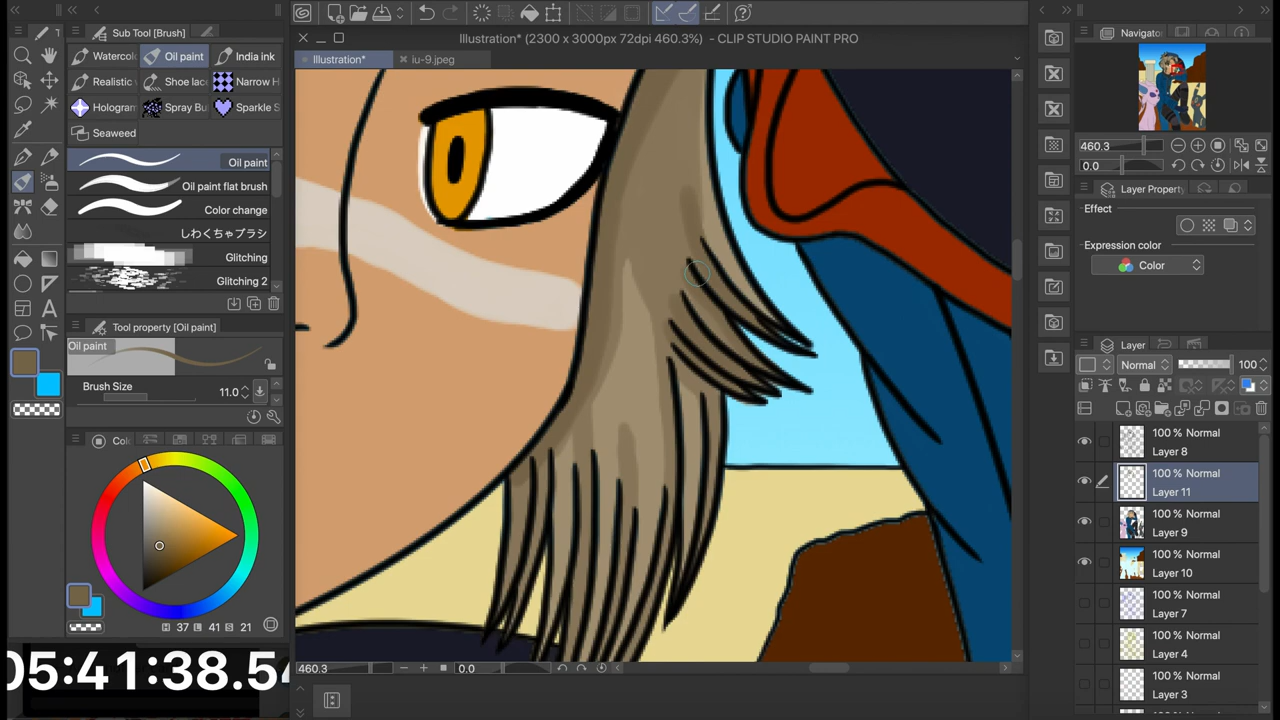 Illustration* (2300 x 3000px 72dpi 460.3%)  - CLIP STUDIO PAINT PRO
Sub Tool [Brush]
Illustration*
iu-9.jpeg
Navigator
Watercol
Oil paint
India ink
Realistic
Shoe lace
Narrow H
Hologram
Spray Bu
Sparkle S
Seaweed
Oil paint
Oil paint flat brush
Color change
しわくちゃブラシ
Glitching
Glitching 2
Tool property [Oil paint]
Oil paint
Brush Size
11.0
H 37 L 41 S 21
05:41:38.54
460.3
0.0
460.3
0.0
Layer Property
Effect
Expression color
Color
Layer
Normal
100
100 % Normal
Layer 8
100 % Normal
Layer 11
100 % Normal
Layer 9
100 % Normal
Layer 10
100 % Normal
Layer 7
100 % Normal
Layer 4
100 % Normal
Layer 3
100 % Normal